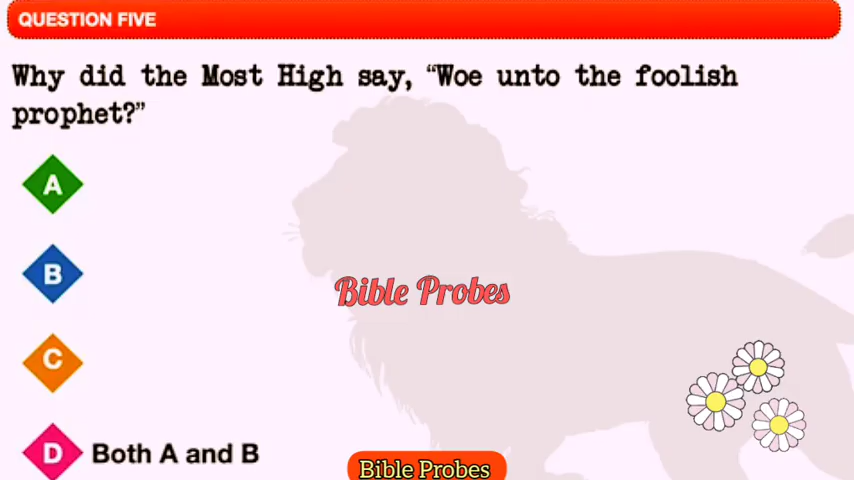 QUESTION FIVE
Why did the Most High say, “Woe unto the foolish
prophet?”
A
B
Bible Probes
C
D Both A and B
Bible Probes